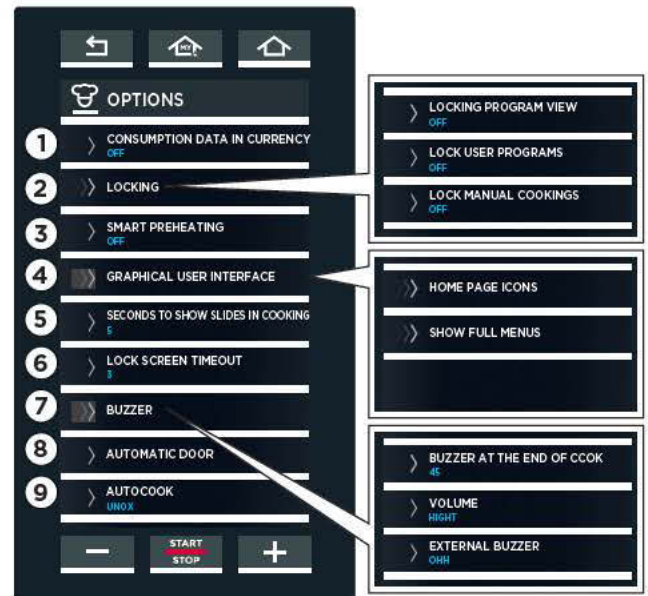 MY
OPTIONS
1
CONSUMPTION DATA IN CURRENCY
OFF
2
LOCKING
3
SMART PREHEATING
OFF
4
GRAPHICAL USER INTERFACE
5
SECONDS TO SHOW SLIDES IN COOKING
5
6
LOCK SCREEN TIMEOUT
3
7
BUZZER
8
AUTOMATIC DOOR
9
AUTOCOOK
UNOX
START
STOP
LOCKING PROGRAM VIEW
OFF
LOCK USER PROGRAMS
OFF
LOCK MANUAL COOKINGS
OFF
HOME PAGE ICONS
SHOW FULL MENUS
BUZZER AT THE END OF CCOK
45
VOLUME
HIGHT
EXTERNAL BUZZER
OHH